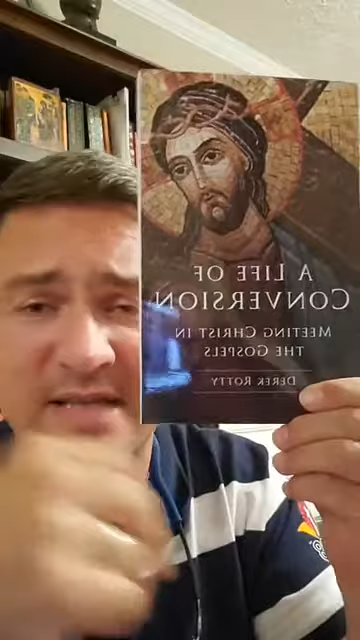 A LIFE OF
CONVERSION
MEETING CHRIST IN
THE GOSPELS
DEREK ROTTY